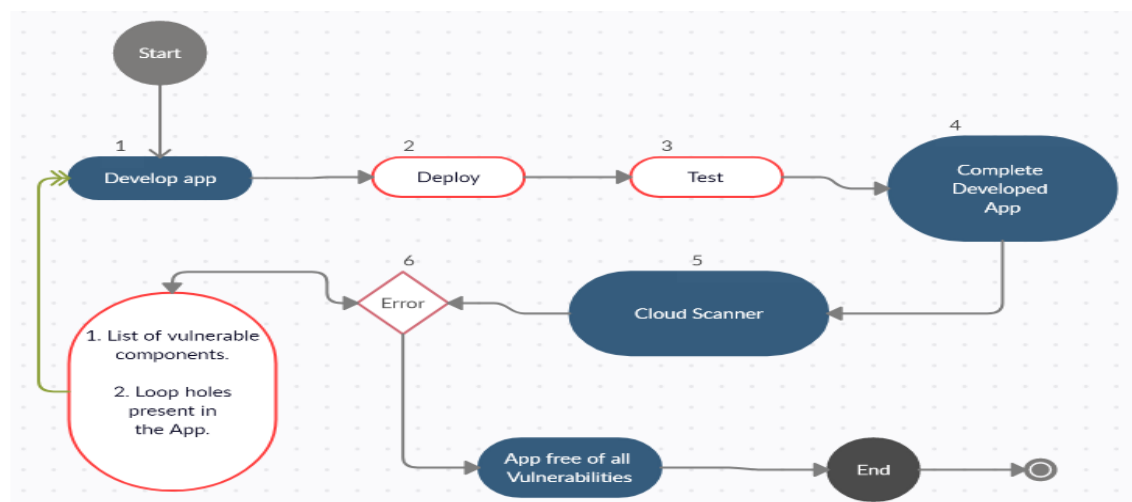 Start
1
Develop app
2
Deploy
3
Test
4
Complete
Developed
App
5
Cloud Scanner
6
Error
1. List of vulnerable
components.
2. Loop holes
present in
the App.
App free of all
Vulnerabilities
End